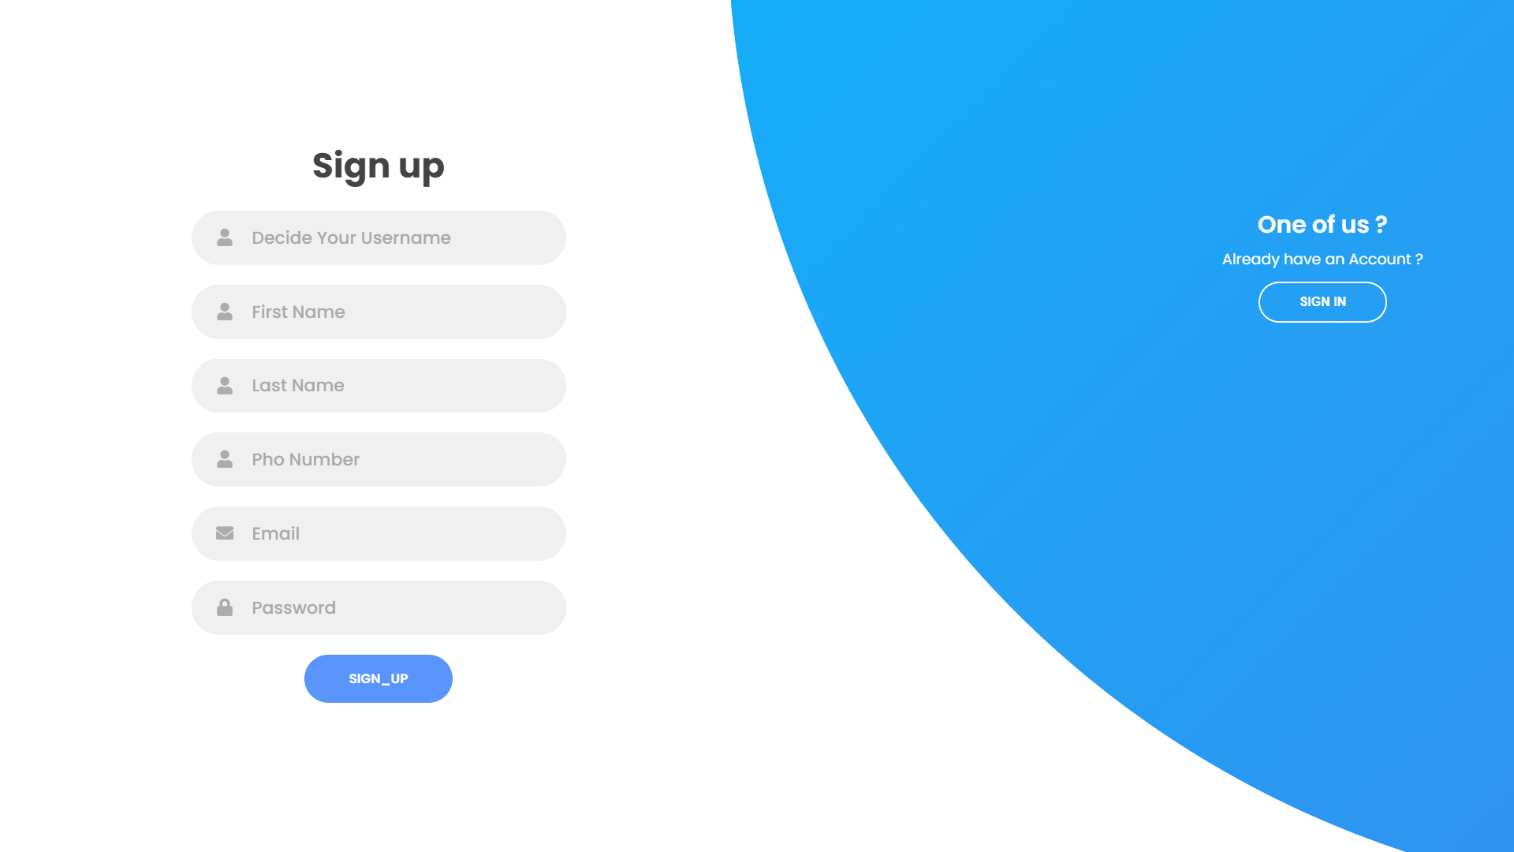 Sign up
Decide Your Username
First Name
Last Name
Pho Number
Email
Password
SIGN_UP
One of us ?
Already have an Account ?
SIGN IN